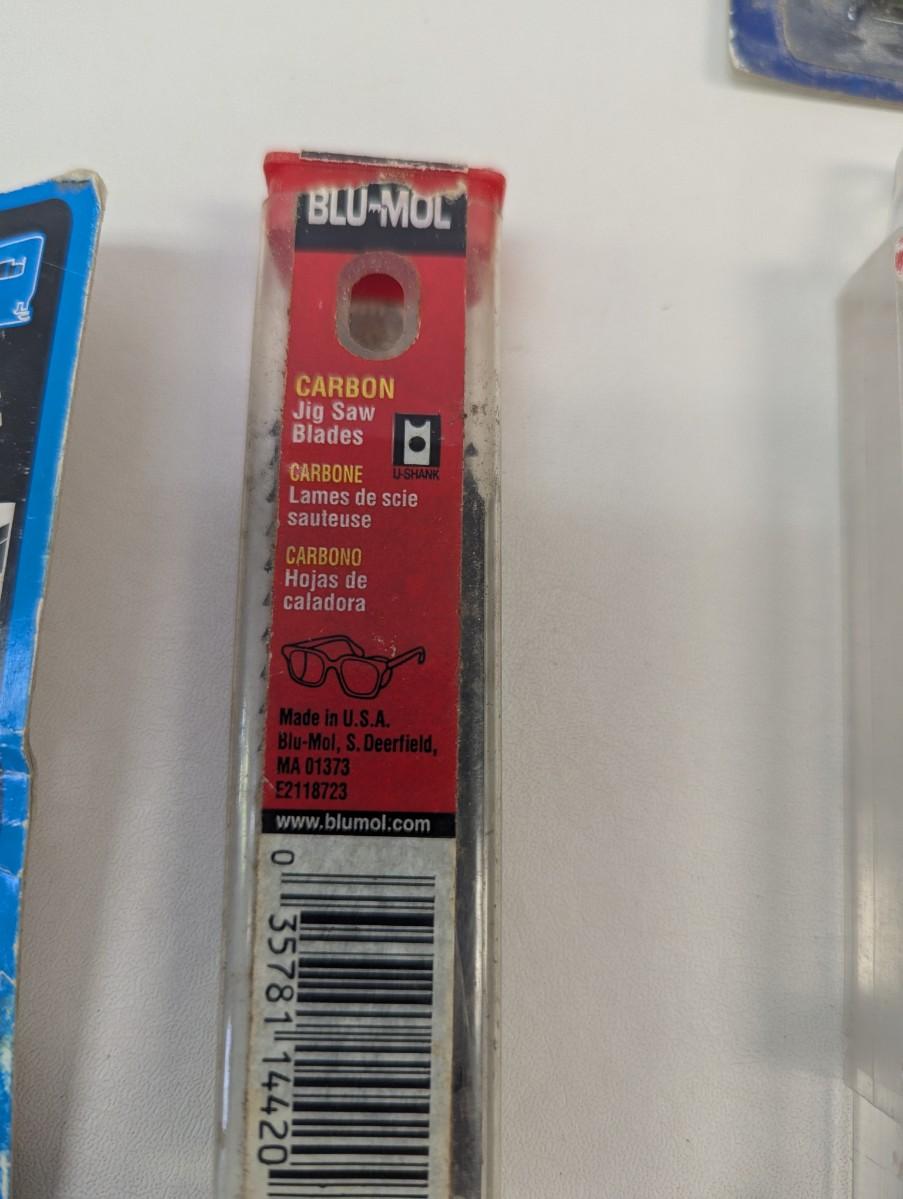 BLU-MOL
CARBON
Jig Saw
Blades
U-SHANK
CARBONE
Lames de scie
sauteuse
CARBONO
Hojas de
caladora
Made in U.S.A.
Blu-Mol, S. Deerfield,
MA 01373
E2118723
www.blumol.com
0 35781 14420